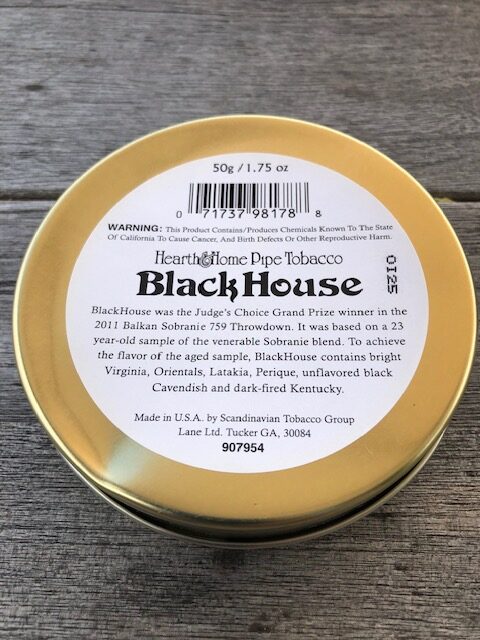 50g / 1.75 oz
0 71737 98178 8
WARNING: This Product Contains/Produces Chemicals Known To The State
Of California To Cause Cancer, And Birth Defects Or Other Reproductive Harm.
Hearth & Home Pipe Tobacco
BlackHouse
0125
BlackHouse was the Judge's Choice Grand Prize winner in the
2011 Balkan Sobranie 759 Throwdown. It was based on a 23
year-old sample of the venerable Sobranie blend. To achieve
the flavor of the aged sample, BlackHouse contains bright
Virginia, Orientals, Latakia, Perique, unflavored black
Cavendish and dark-fired Kentucky.
Made in U.S.A. by Scandinavian Tobacco Group
Lane Ltd. Tucker GA, 30084
907954